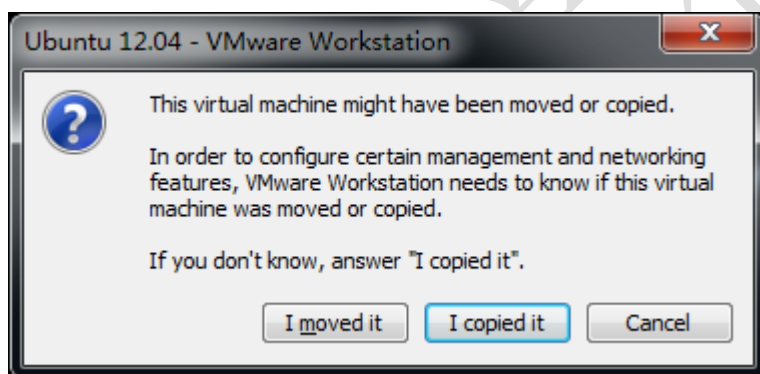 Ubuntu 12.04 - VMware Workstation
This virtual machine might have been moved or copied.
In order to configure certain management and networking
features, VMware Workstation needs to know if this virtual
machine was moved or copied.
If you don't know, answer "I copied it".
I moved it I copied it Cancel